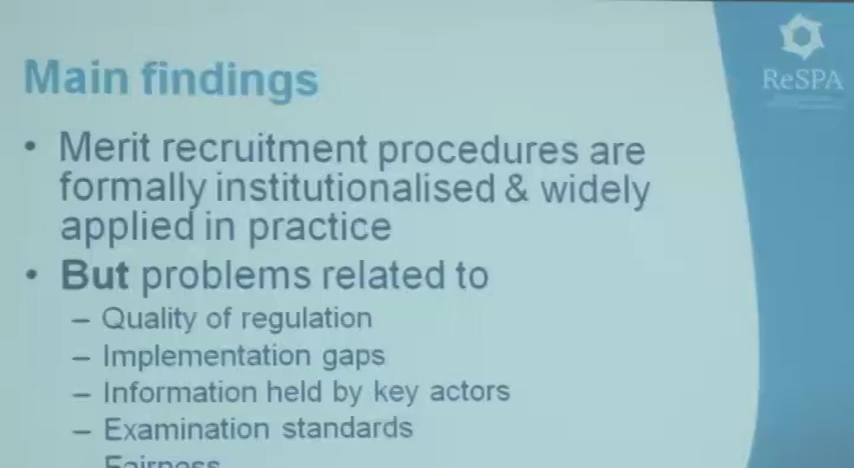 Main findings
ReSPA
• Merit recruitment procedures are
formally institutionalised & widely
applied in practice
• But problems related to
– Quality of regulation
– Implementation gaps
– Information held by key actors
– Examination standards
Fairness